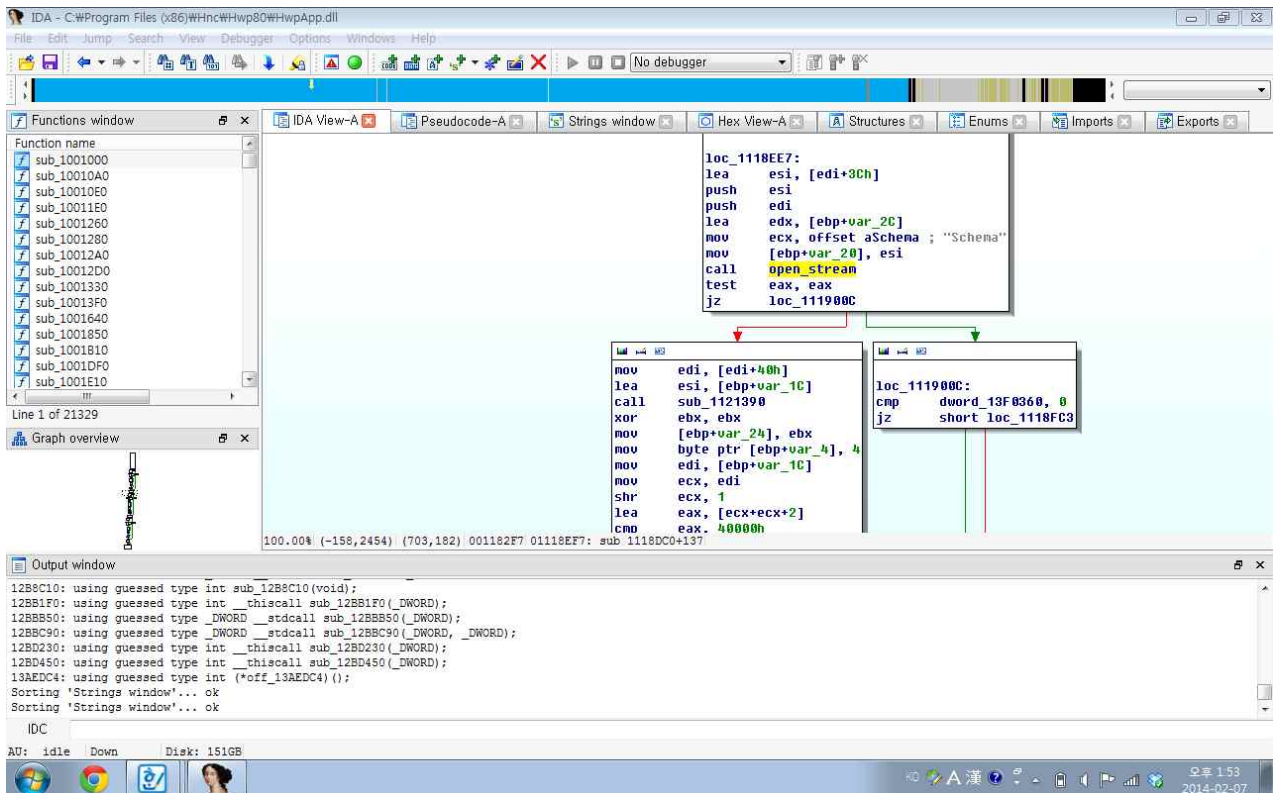 IDA - C:₩Program Files (x86)₩Hnc₩Hwp80₩HwpApp.dll
File Edit Jump Search View Debugger Options Windows Help
No debugger
Functions window
IDA View-A
Pseudocode-A
Strings window
Hex View-A
Structures
Enums
Imports
Exports
Function name
sub_1001000
sub_10010A0
sub_10010E0
sub_10011E0
sub_1001260
sub_1001280
sub_10012A0
sub_10012D0
sub_1001330
sub_10013F0
sub_1001640
sub_1001850
sub_1001B10
sub_1001DF0
sub_1001E10
Line 1 of 21329
Graph overview
loc_1118EE7:
lea esi, [edi+3Ch]
push esi
push edi
lea edx, [ebp+var_2C]
mov ecx, offset aSchema ; "Schema"
mov [ebp+var_20], esi
call open_stream
test eax, eax
jz loc_111900C
mov edi, [edi+40h]
lea esi, [ebp+var_1C]
call sub_1121390
xor ebx, ebx
mov [ebp+var_24], ebx
mov byte ptr [ebp+var_4], 4
mov edi, [ebp+var_1C]
mov ecx, edi
shr ecx, 1
lea eax, [ecx+ecx+2]
cmp eax, 40000h
loc_111900C:
cmp dword_13F0360, 0
jz short loc_1118FC3
100.00% (-158,2454) (703,182) 001182F7 01118EF7: sub_1118DC0+137
Output window
12B8C10: using guessed type int sub_12B8C10(void);
12BB1F0: using guessed type int __thiscall sub_12BB1F0(_DWORD);
12BBB50: using guessed type _DWORD __stdcall sub_12BBB50(_DWORD);
12BBC90: using guessed type _DWORD __stdcall sub_12BBC90(_DWORD, _DWORD);
12BD230: using guessed type int __thiscall sub_12BD230(_DWORD);
12BD450: using guessed type int __thiscall sub_12BD450(_DWORD);
13AEDC4: using guessed type int (*off_13AEDC4)();
Sorting 'Strings window'... ok
Sorting 'Strings window'... ok
IDC
AU: idle Down Disk: 151GB
A 漢
오후 1:53
2014-02-07